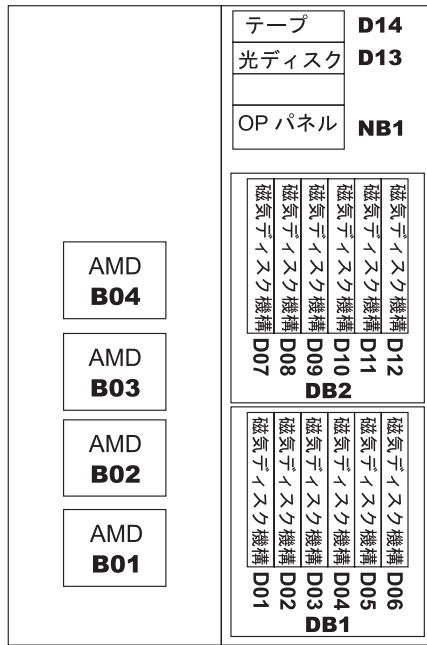 テープ D14
光ディスク D13
OP パネル NB1
磁気ディスク機構 D07
磁気ディスク機構 D08
磁気ディスク機構 D09
磁気ディスク機構 D10
磁気ディスク機構 D11
磁気ディスク機構 D12
DB2
AMD
B04
AMD
B03
AMD
B02
AMD
B01
磁気ディスク機構 D01
磁気ディスク機構 D02
磁気ディスク機構 D03
磁気ディスク機構 D04
磁気ディスク機構 D05
磁気ディスク機構 D06
DB1